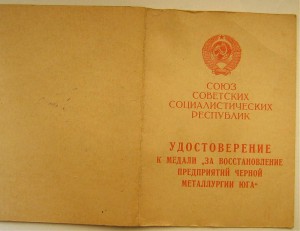 СОЮЗ
СОВЕТСКИХ
СОЦИАЛИСТИЧЕСКИХ
РЕСПУБЛИК
УДОСТОВЕРЕНИЕ
К МЕДАЛИ „ЗА ВОССТАНОВЛЕНИЕ
ПРЕДПРИЯТИЙ ЧЕРНОЙ
МЕТАЛЛУРГИИ ЮГА“